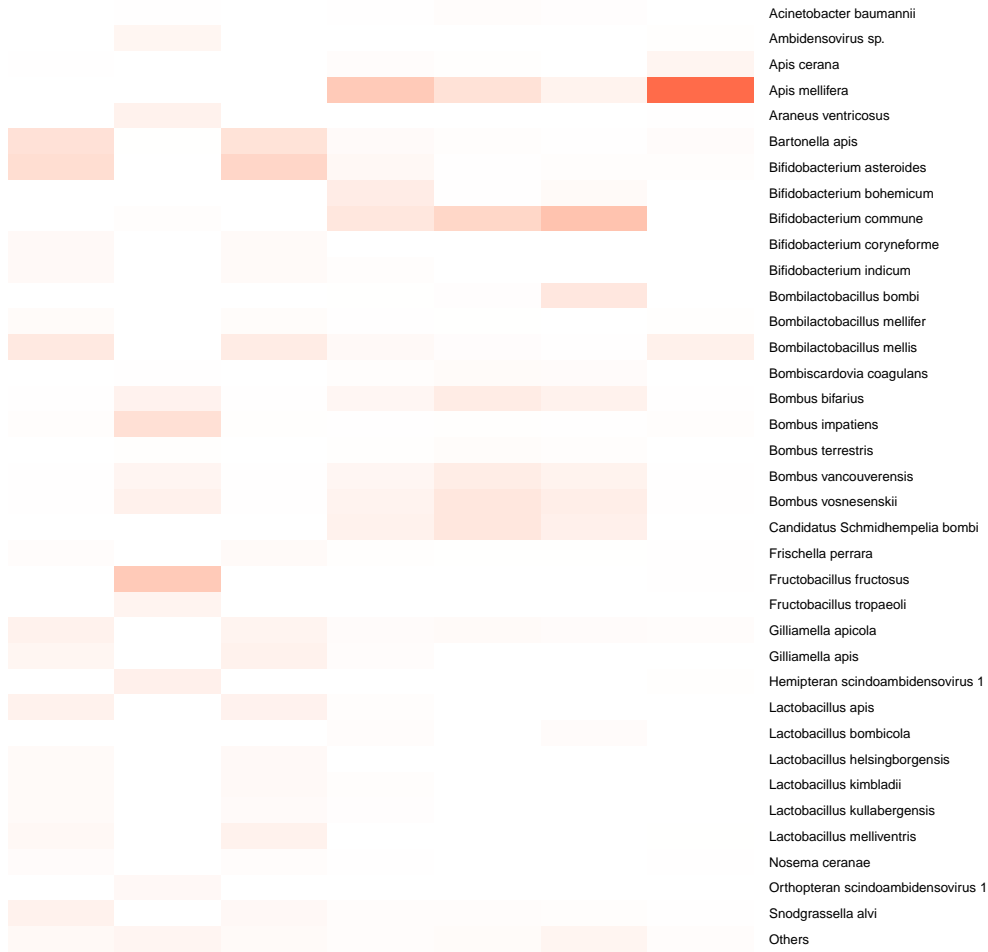 Acinetobacter baumannii
Ambidensovirus sp.
Apis cerana
Apis mellifera
Araneus ventricosus
Bartonella apis
Bifidobacterium asteroides
Bifidobacterium bohemicum
Bifidobacterium commune
Bifidobacterium coryneforme
Bifidobacterium indicum
Bombilactobacillus bombi
Bombilactobacillus mellifer
Bombilactobacillus mellis
Bombiscardovia coagulans
Bombus bifarius
Bombus impatiens
Bombus terrestris
Bombus vancouverensis
Bombus vosnesenskii
Candidatus Schmidhempelia bombi
Frischella perrara
Fructobacillus fructosus
Fructobacillus tropaeoli
Gilliamella apicola
Gilliamella apis
Hemipteran scindoambidensovirus 1
Lactobacillus apis
Lactobacillus bombicola
Lactobacillus helsingborgensis
Lactobacillus kimbladii
Lactobacillus kullabergensis
Lactobacillus melliventris
Nosema ceranae
Orthopteran scindoambidensovirus 1
Snodgrassella alvi
Others